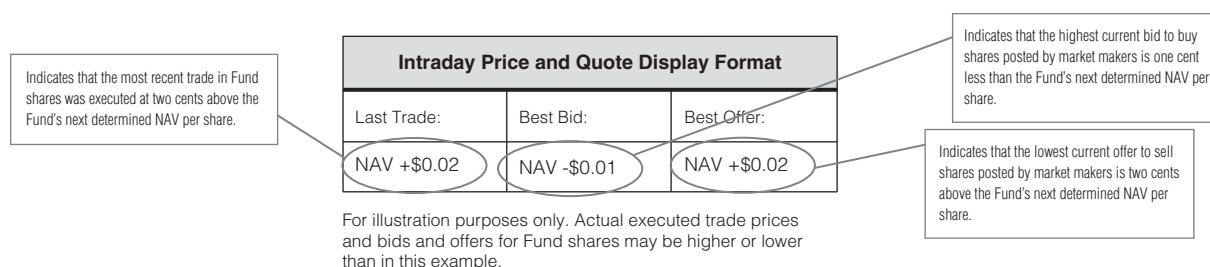 Indicates that the most recent trade in Fund
shares was executed at two cents above the
Fund's next determined NAV per share.
Intraday Price and Quote Display Format
Last Trade:
Best Bid:
Best Offer:
NAV +$0.02
NAV -$0.01
NAV +$0.02
For illustration purposes only. Actual executed trade prices
and bids and offers for Fund shares may be higher or lower
than in this example.
Indicates that the highest current bid to buy
shares posted by market makers is one cent
less than the Fund's next determined NAV per
share.
Indicates that the lowest current offer to sell
shares posted by market makers is two cents
above the Fund's next determined NAV per
share.